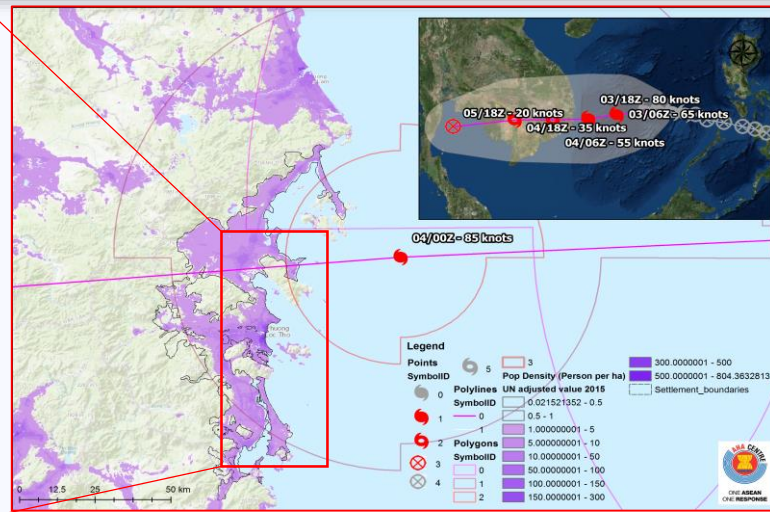 03/18Z - 80 knots
05/18Z - 20 knots
03/06Z - 65 knots
04/18Z - 35 knots
04/06Z - 55 knots
04/00Z - 85 knots
Legend
Points
SymbolID
0
1
2
3
4
5
Polylines
SymbolID
0
1
Polygons
SymbolID
0
1
2
3
Pop Density (Person per ha)
UN adjusted value 2015
0.021521352 - 0.5
0.5 - 1
1.000000001 - 5
5.000000001 - 10
10.00000001 - 50
50.00000001 - 100
100.0000001 - 150
150.0000001 - 300
300.0000001 - 500
500.0000001 - 804.3632813
Settlement_boundaries
0 12.5 25 50 km
AHA CENTRE
ONE ASEAN
ONE RESPONSE